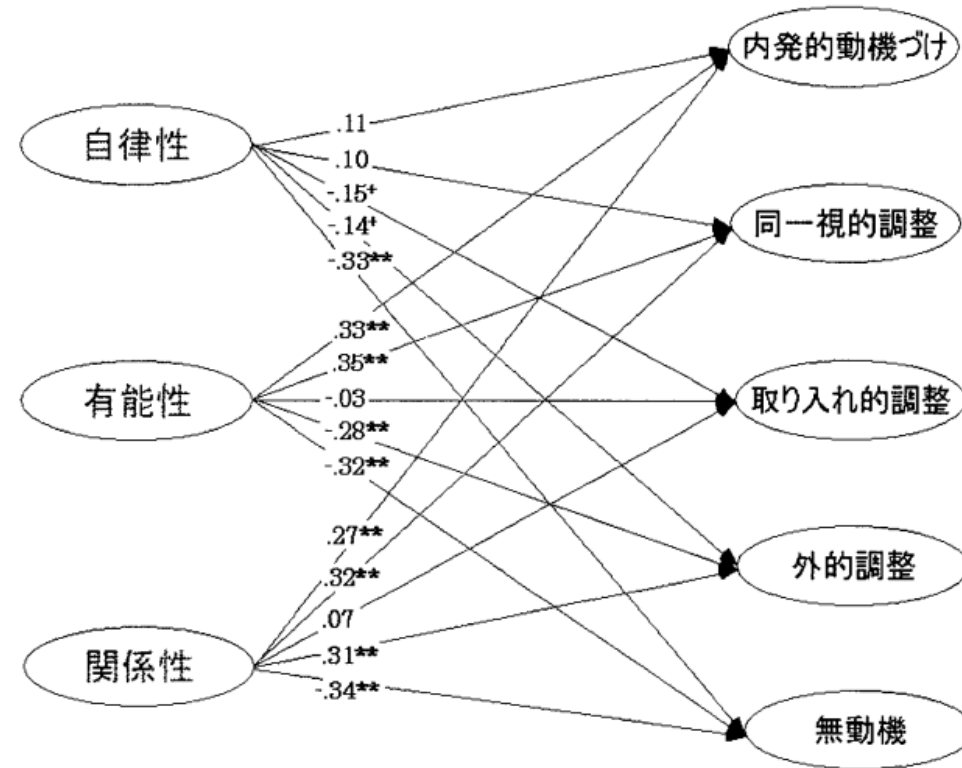 内発的動機づけ
自律性
.11
.10
-.15+
-.14+
-.33**
同一視的調整
.33**
.35**
有能性
-.03
取り入れ的調整
-.28**
-.32**
.27**
外的調整
.32**
.07
関係性
.31**
-.34**
無動機